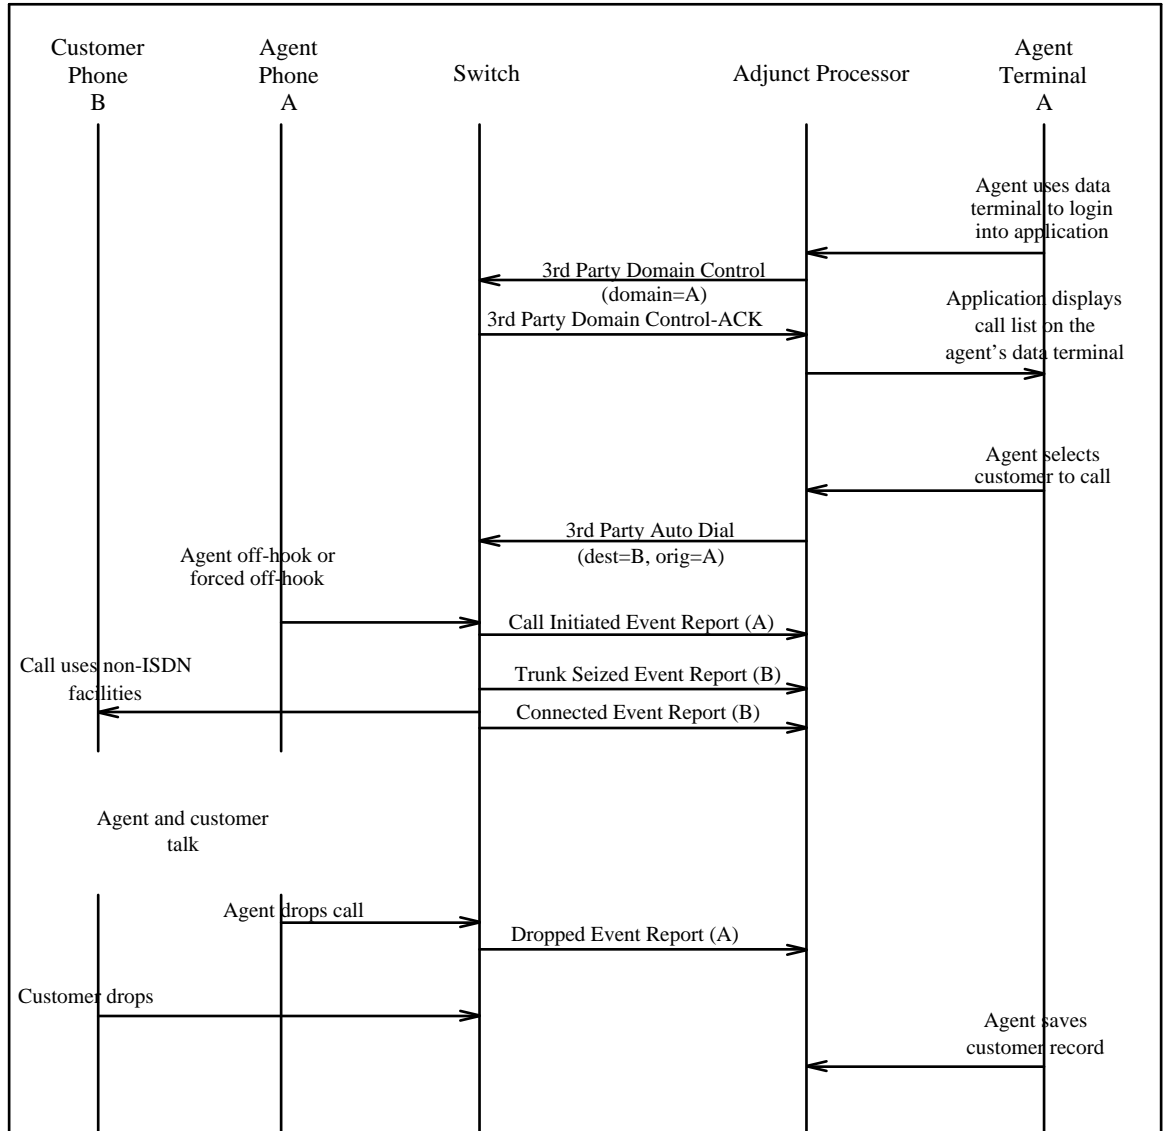 Customer
Phone
B
Agent
Phone
A
Switch
Adjunct Processor
Agent
Terminal
A
Agent uses data
terminal to login
into application
3rd Party Domain Control
(domain=A)
3rd Party Domain Control-ACK
Application displays
call list on the
agent’s data terminal
Agent selects
customer to call
3rd Party Auto Dial
(dest=B, orig=A)
Agent off-hook or
forced off-hook
Call Initiated Event Report (A)
Call uses non-ISDN
facilities
Trunk Seized Event Report (B)
Connected Event Report (B)
Agent and customer
talk
Agent drops call
Dropped Event Report (A)
Customer drops
Agent saves
customer record